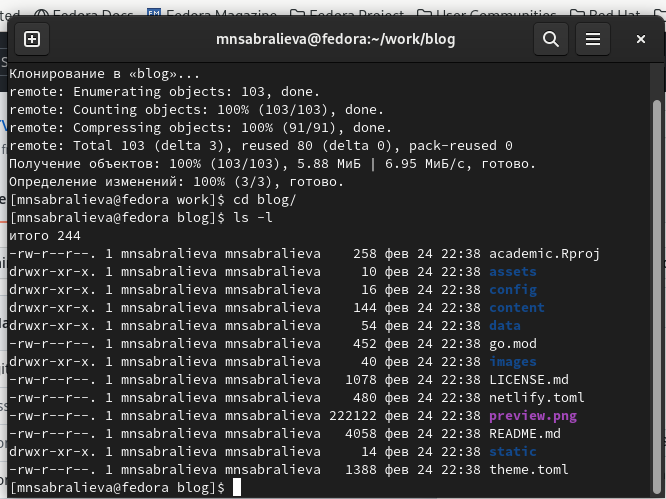 Fedora Docs Fedora Magazine Fedora Project User Communities Red Hat
mnsabralieva@fedora:~/work/blog
Клонирование в «blog»...
remote: Enumerating objects: 103, done.
remote: Counting objects: 100% (103/103), done.
remote: Compressing objects: 100% (91/91), done.
remote: Total 103 (delta 3), reused 80 (delta 0), pack-reused 0
Получение объектов: 100% (103/103), 5.88 МиБ | 6.95 МиБ/с, готово.
Определение изменений: 100% (3/3), готово.
[mnsabralieva@fedora work]$ cd blog/
[mnsabralieva@fedora blog]$ ls -l
итого 244
-rw-r--r--. 1 mnsabralieva mnsabralieva 258 фев 24 22:38 academic.Rproj
drwxr-xr-x. 1 mnsabralieva mnsabralieva 10 фев 24 22:38 assets
drwxr-xr-x. 1 mnsabralieva mnsabralieva 16 фев 24 22:38 config
drwxr-xr-x. 1 mnsabralieva mnsabralieva 144 фев 24 22:38 content
drwxr-xr-x. 1 mnsabralieva mnsabralieva 54 фев 24 22:38 data
-rw-r--r--. 1 mnsabralieva mnsabralieva 452 фев 24 22:38 go.mod
drwxr-xr-x. 1 mnsabralieva mnsabralieva 40 фев 24 22:38 images
-rw-r--r--. 1 mnsabralieva mnsabralieva 1078 фев 24 22:38 LICENSE.md
-rw-r--r--. 1 mnsabralieva mnsabralieva 480 фев 24 22:38 netlify.toml
-rw-r--r--. 1 mnsabralieva mnsabralieva 222122 фев 24 22:38 preview.png
-rw-r--r--. 1 mnsabralieva mnsabralieva 4058 фев 24 22:38 README.md
drwxr-xr-x. 1 mnsabralieva mnsabralieva 14 фев 24 22:38 static
-rw-r--r--. 1 mnsabralieva mnsabralieva 1388 фев 24 22:38 theme.toml
[mnsabralieva@fedora blog]$